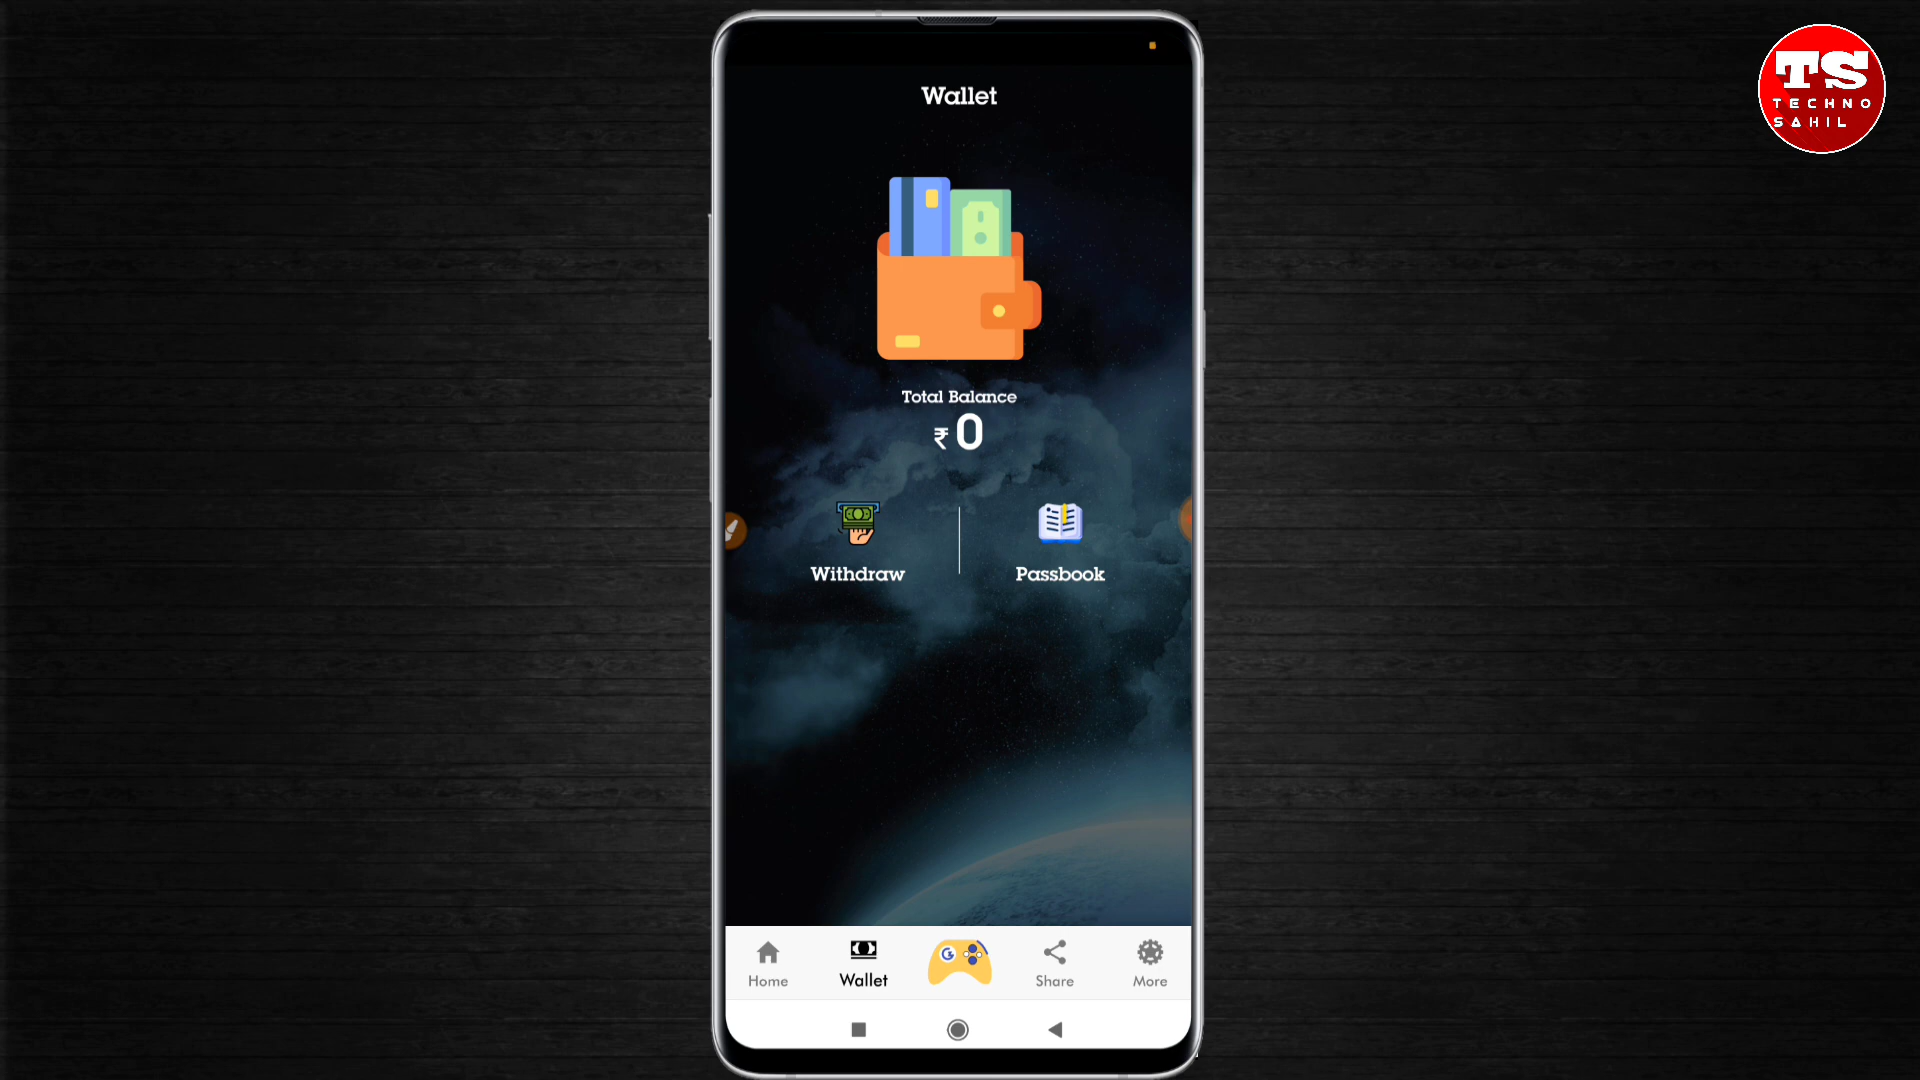 Wallet
TS
TECHNO
SAHIL
Total Balance
₹ 0
Withdraw
Passbook
G
Home
Wallet
Share
More